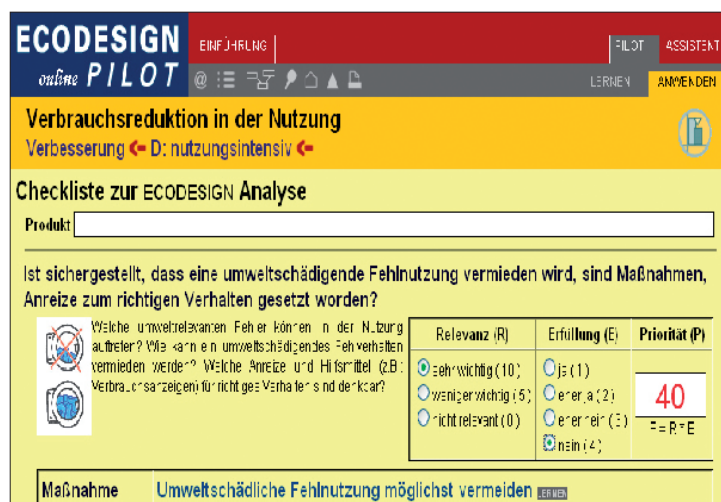 ECODESIGN
online PILOT
EINFÜHRUNG
PILOT ASSISTENT
LERNEN ANWENDEN
Verbrauchsreduktion in der Nutzung
Verbesserung D: nutzungsintensiv
Checkliste zur ECODESIGN Analyse
Produkt
Ist sichergestellt, dass eine umweltschädigende Fehlnutzung vermieden wird, sind Maßnahmen,
Anreize zum richtigen Verhalten gesetzt worden?
Welche umweltrelevanten Fehler können in der Nutzung
auftreten? Wie kann ein umweltschädigendes Fehlverhalten
vermieden werden? Welche Anreize und Hilfsmittel (z.B.:
Verbrauchsanzeigen) für richtiges Verhalten sind denkbar?
Relevanz (R)
sehr wichtig (10)
weniger wichtig (5)
nicht relevant (0)
Erfüllung (E)
ja (1)
eher ja (2)
eher nein (3)
nein (4)
Priorität (P)
40
P = R * E
Maßnahme Umweltschädliche Fehlnutzung möglichst vermeiden LERNEN